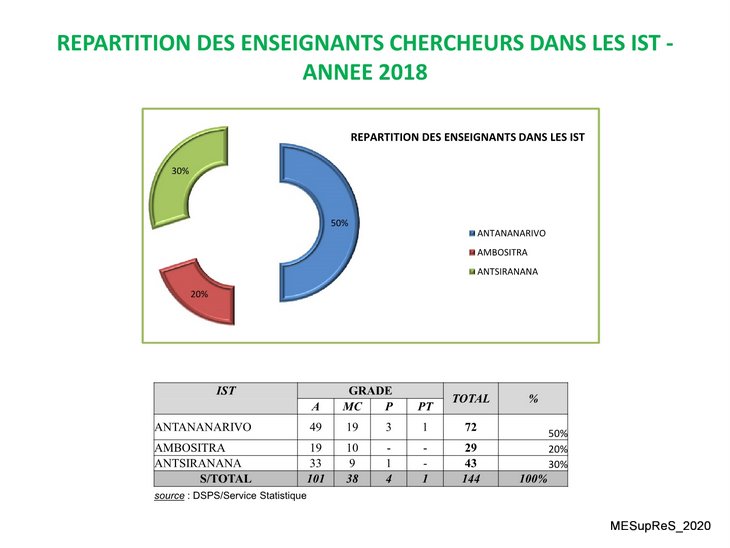 REPARTITION DES ENSEIGNANTS CHERCHEURS DANS LES IST -
ANNEE 2018
REPARTITION DES ENSEIGNANTS DANS LES IST
30%
50%
20%
ANTANANARIVO
AMBOSITRA
ANTSIRANANA
IST GRADE TOTAL %
A MC P PT
ANTANANARIVO 49 19 3 1 72 50%
AMBOSITRA 19 10 - - 29 20%
ANTSIRANANA 33 9 1 - 43 30%
S/TOTAL 101 38 4 1 144 100%
source : DSPS/Service Statistique
MESupReS_2020